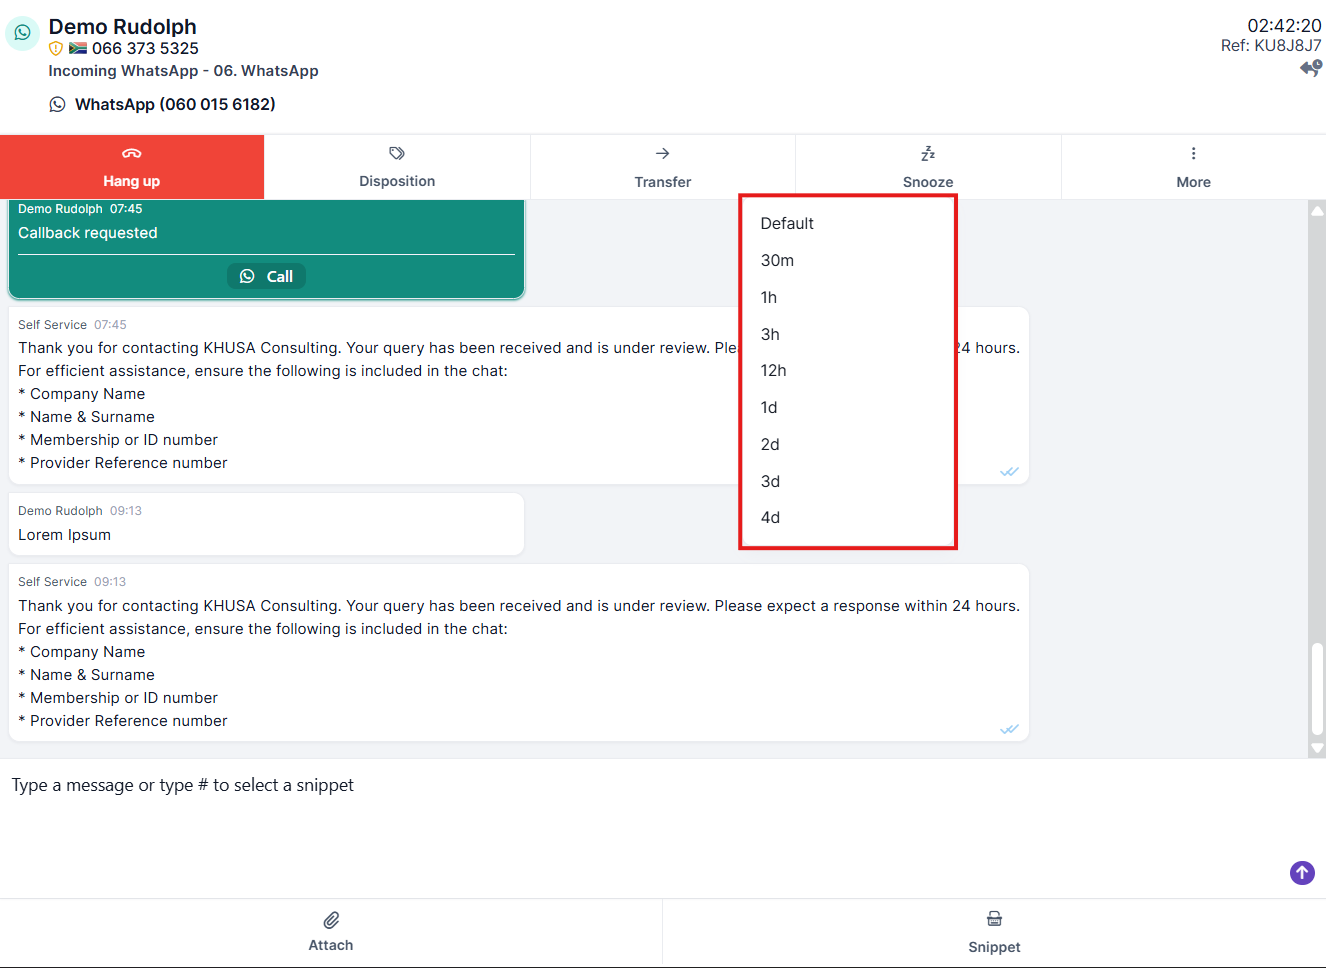 Demo Rudolph
066 373 5325
Incoming WhatsApp - 06. WhatsApp
WhatsApp (060 015 6182)
02:42:20
Ref: KU8J8J7
Hang up
Disposition
Transfer
Snooze
More
Demo Rudolph 07:45
Callback requested
Call
Self Service 07:45
Thank you for contacting KHUSA Consulting. Your query has been received and is under review. 24 hours.
For efficient assistance, ensure the following is included in the chat:
* Company Name
* Name & Surname
* Membership or ID number
* Provider Reference number
Default
30m
1h
3h
12h
1d
2d
3d
4d
Demo Rudolph 09:13
Lorem Ipsum
Self Service 09:13
Thank you for contacting KHUSA Consulting. Your query has been received and is under review. Please expect a response within 24 hours.
For efficient assistance, ensure the following is included in the chat:
* Company Name
* Name & Surname
* Membership or ID number
* Provider Reference number
Type a message or type # to select a snippet
Attach
Snippet